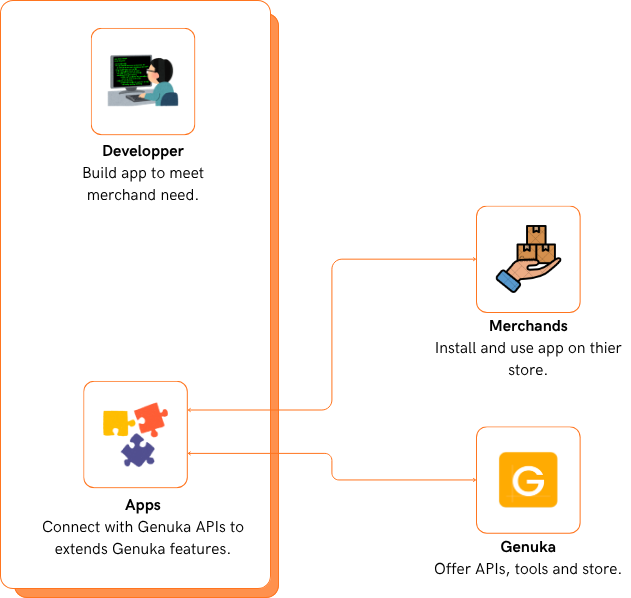 Developper
Build app to meet
merchand need.
Merchands
Install and use app on thier
store.
Apps
Connect with Genuka APIs to
extends Genuka features.
G
Genuka
Offer APIs, tools and store.